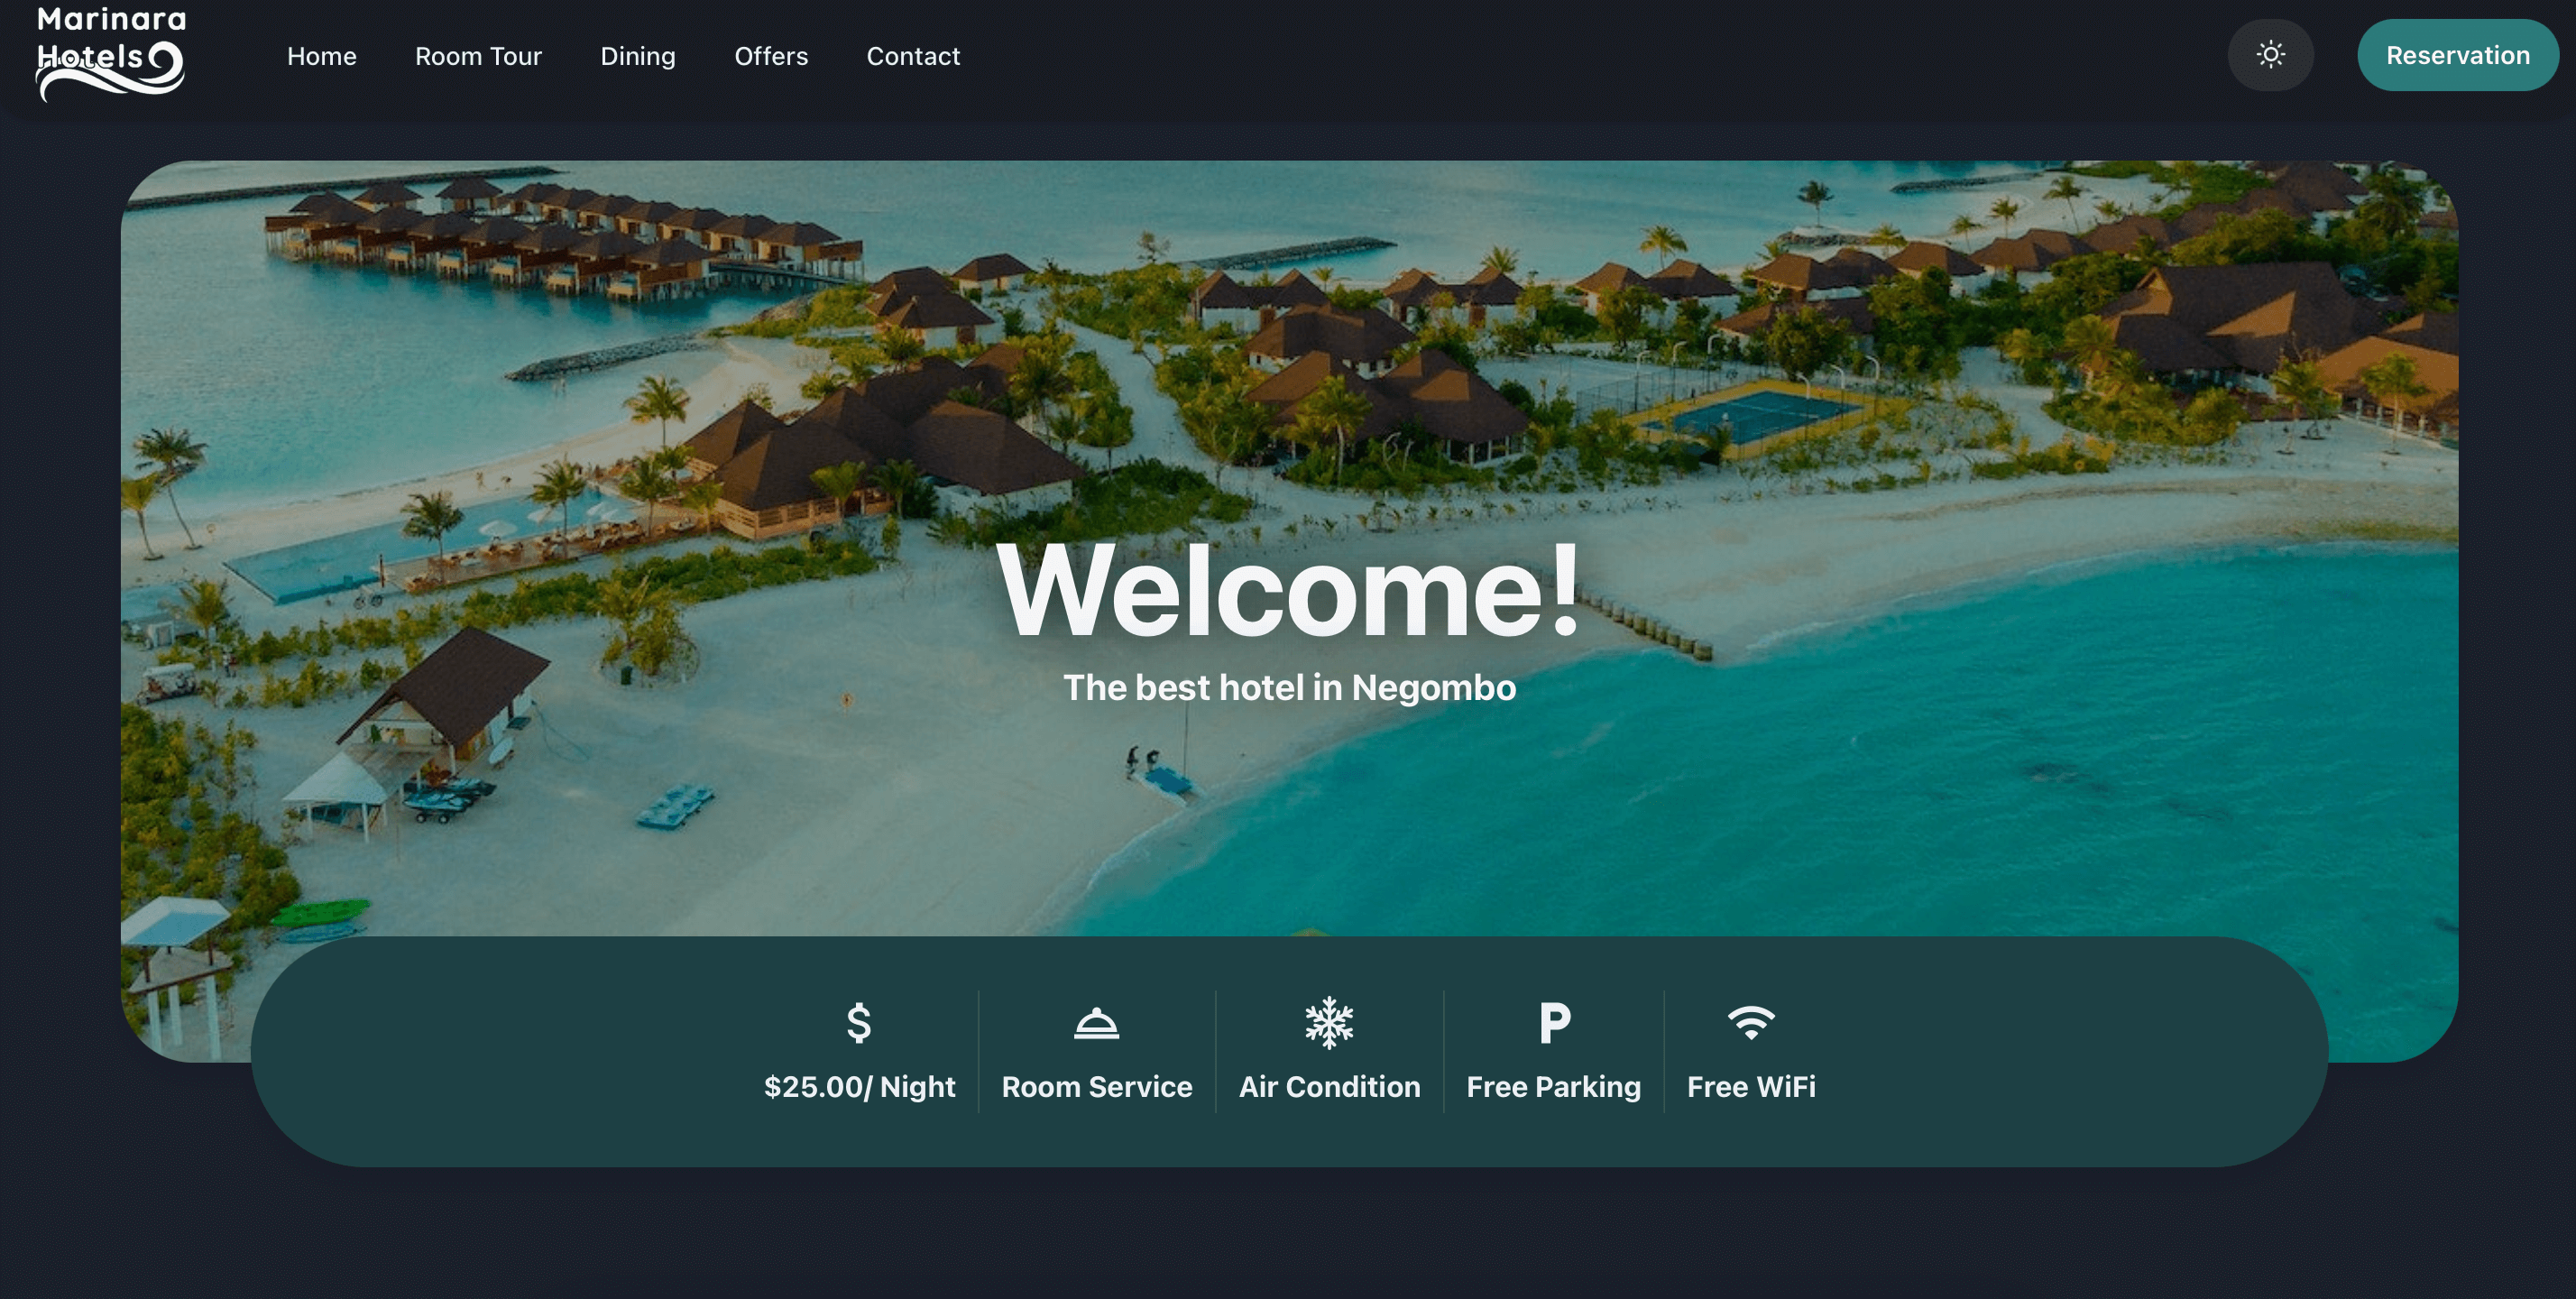 Marinara
Hotels
Home
Room Tour
Dining
Offers
Contact
Reservation
Welcome!
The best hotel in Negombo
$25.00/ Night
Room Service
Air Condition
Free Parking
Free WiFi